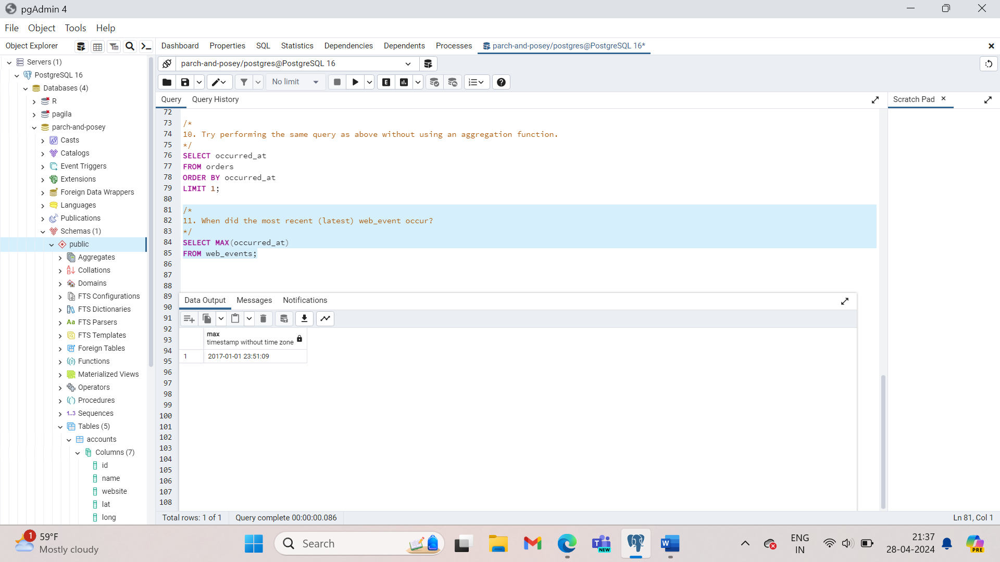 pgAdmin 4
File Object Tools Help
Object Explorer
Dashboard Properties SQL Statistics Dependencies Dependents Processes parch-and-posey/postgres@PostgreSQL 16*
parch-and-posey/postgres@PostgreSQL 16
No limit
E
Query Query History
Scratch Pad
Servers (1)
PostgreSQL 16
Databases (4)
R
pagila
parch-and-posey
Casts
Catalogs
Event Triggers
Extensions
Foreign Data Wrappers
Languages
Publications
Schemas (1)
public
Aggregates
Collations
Domains
FTS Configurations
FTS Dictionaries
Aa FTS Parsers
FTS Templates
Foreign Tables
Functions
Materialized Views
Operators
Procedures
1..3 Sequences
Tables (5)
accounts
Columns (7)
id
name
website
lat
long
72
73 /*
74 10. Try performing the same query as above without using an aggregation function.
75 */
76 SELECT occurred_at
77 FROM orders
78 ORDER BY occurred_at
79 LIMIT 1;
80
81 /*
82 11. When did the most recent (latest) web_event occur?
83 */
84 SELECT MAX(occurred_at)
85 FROM web_events;
86
87
88
89
90
91
92
93
94
95
96
97
98
99
100
101
102
103
104
105
106
107
108
Data Output Messages Notifications
max
timestamp without time zone
1 2017-01-01 23:51:09
Total rows: 1 of 1 Query complete 00:00:00.086
Ln 81, Col 1
1
59°F
Mostly cloudy
Search
T
NEW
W
ENG
IN
21:37
28-04-2024
PRE